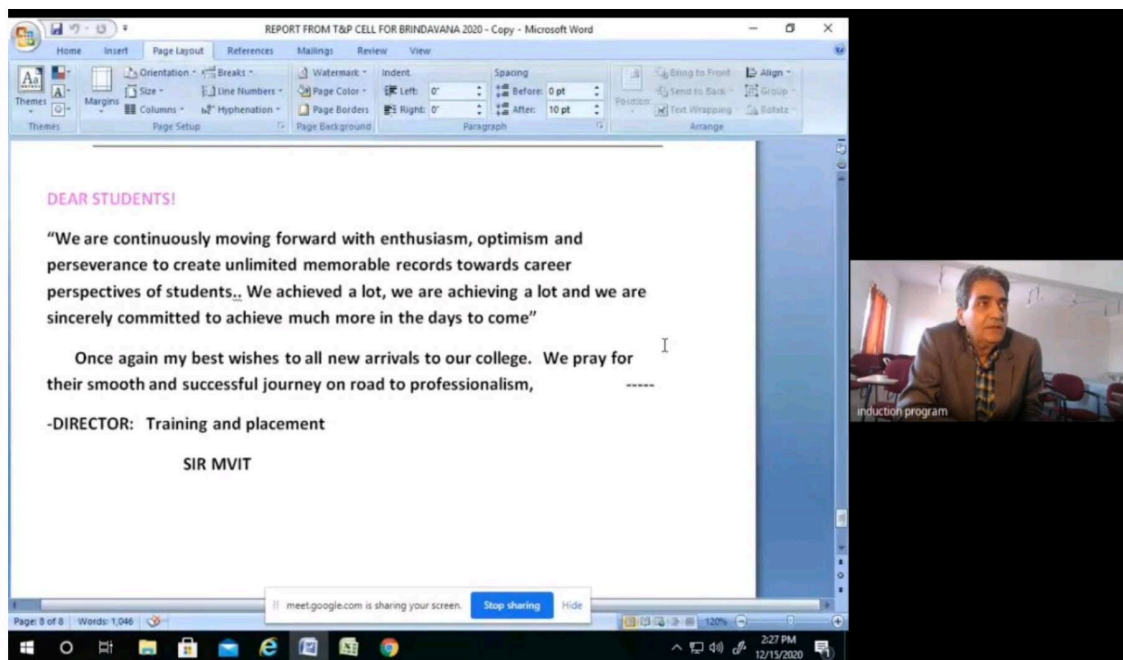 REPORT FROM T&P CELL FOR BRINDAVANA 2020 - Copy - Microsoft Word
Home Insert Page Layout References Mailings Review View
Aa Orientation Breaks Watermark Indent Spacing Bring to Front Align
A Size Line Numbers Page Color Left: 0" Before: 0 pt Send to Back Group
Themes Margins Columns Hyphenation Page Borders Right: 0" After: 10 pt Position Text Wrapping Rotate
Themes Page Setup Page Background Paragraph Arrange
DEAR STUDENTS!
“We are continuously moving forward with enthusiasm, optimism and
perseverance to create unlimited memorable records towards career
perspectives of students.. We achieved a lot, we are achieving a lot and we are
sincerely committed to achieve much more in the days to come”
Once again my best wishes to all new arrivals to our college. We pray for
their smooth and successful journey on road to professionalism, -----
-DIRECTOR: Training and placement
SIR MVIT
induction program
meet.google.com is sharing your screen. Stop sharing Hide
Page: 8 of 8 Words: 1,046 120%
2:27 PM
12/15/2020